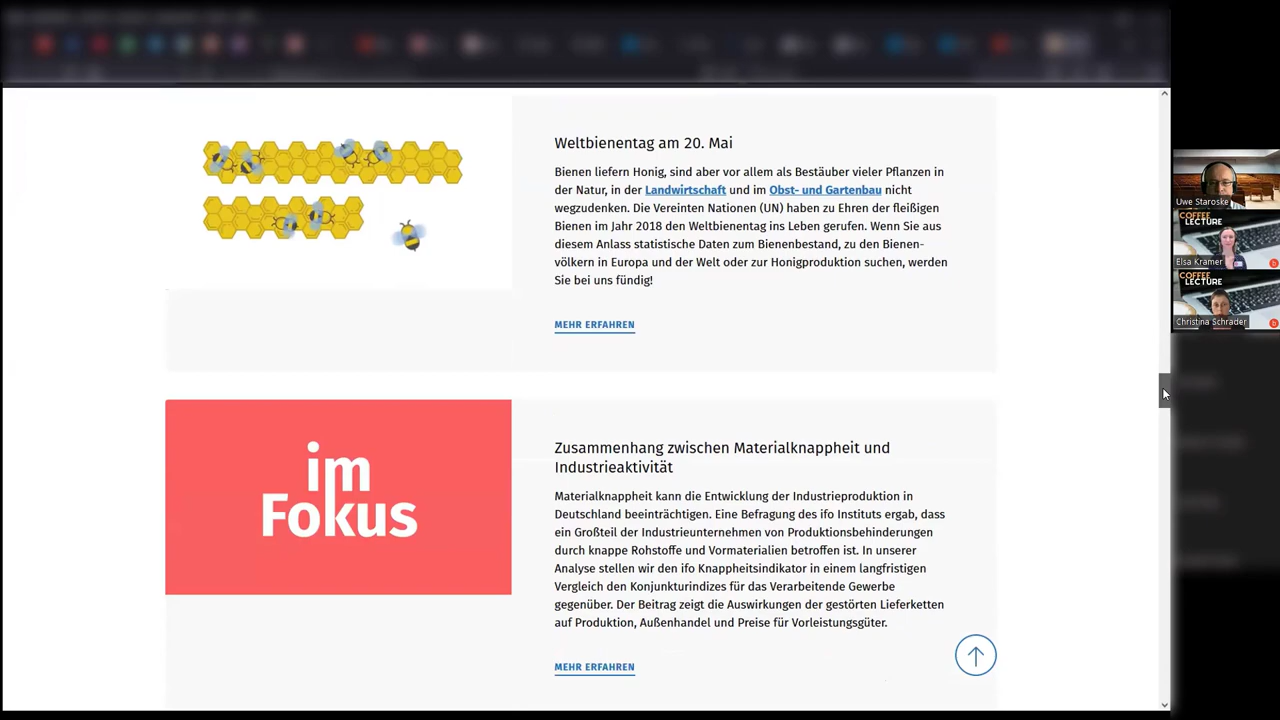 Weltbienentag am 20. Mai
Bienen liefern Honig, sind aber vor allem als Bestäuber vieler Pflanzen in
der Natur, in der Landwirtschaft und im Obst- und Gartenbau nicht
wegzudenken. Die Vereinten Nationen (UN) haben zu Ehren der fleißigen
Bienen im Jahr 2018 den Weltbienentag ins Leben gerufen. Wenn Sie aus
diesem Anlass statistische Daten zum Bienenbestand, zu den Bienen-
völkern in Europa und der Welt oder zur Honigproduktion suchen, werden
Sie bei uns fündig!
MEHR ERFAHREN
im
Fokus
Zusammenhang zwischen Materialknappheit und
Industrieaktivität
Materialknappheit kann die Entwicklung der Industrieproduktion in
Deutschland beeinträchtigen. Eine Befragung des ifo Instituts ergab, dass
ein Großteil der Industrieunternehmen von Produktionsbehinderungen
durch knappe Rohstoffe und Vormaterialien betroffen ist. In unserer
Analyse stellen wir den ifo Knappheitsindikator in einem langfristigen
Vergleich den Konjunkturindizes für das Verarbeitende Gewerbe
gegenüber. Der Beitrag zeigt die Auswirkungen der gestörten Lieferketten
auf Produktion, Außenhandel und Preise für Vorleistungsgüter.
MEHR ERFAHREN
Uwe Staroske
COFFEE
LECTURE
Elsa Kramer
COFFEE
LECTURE
Christina Schrader